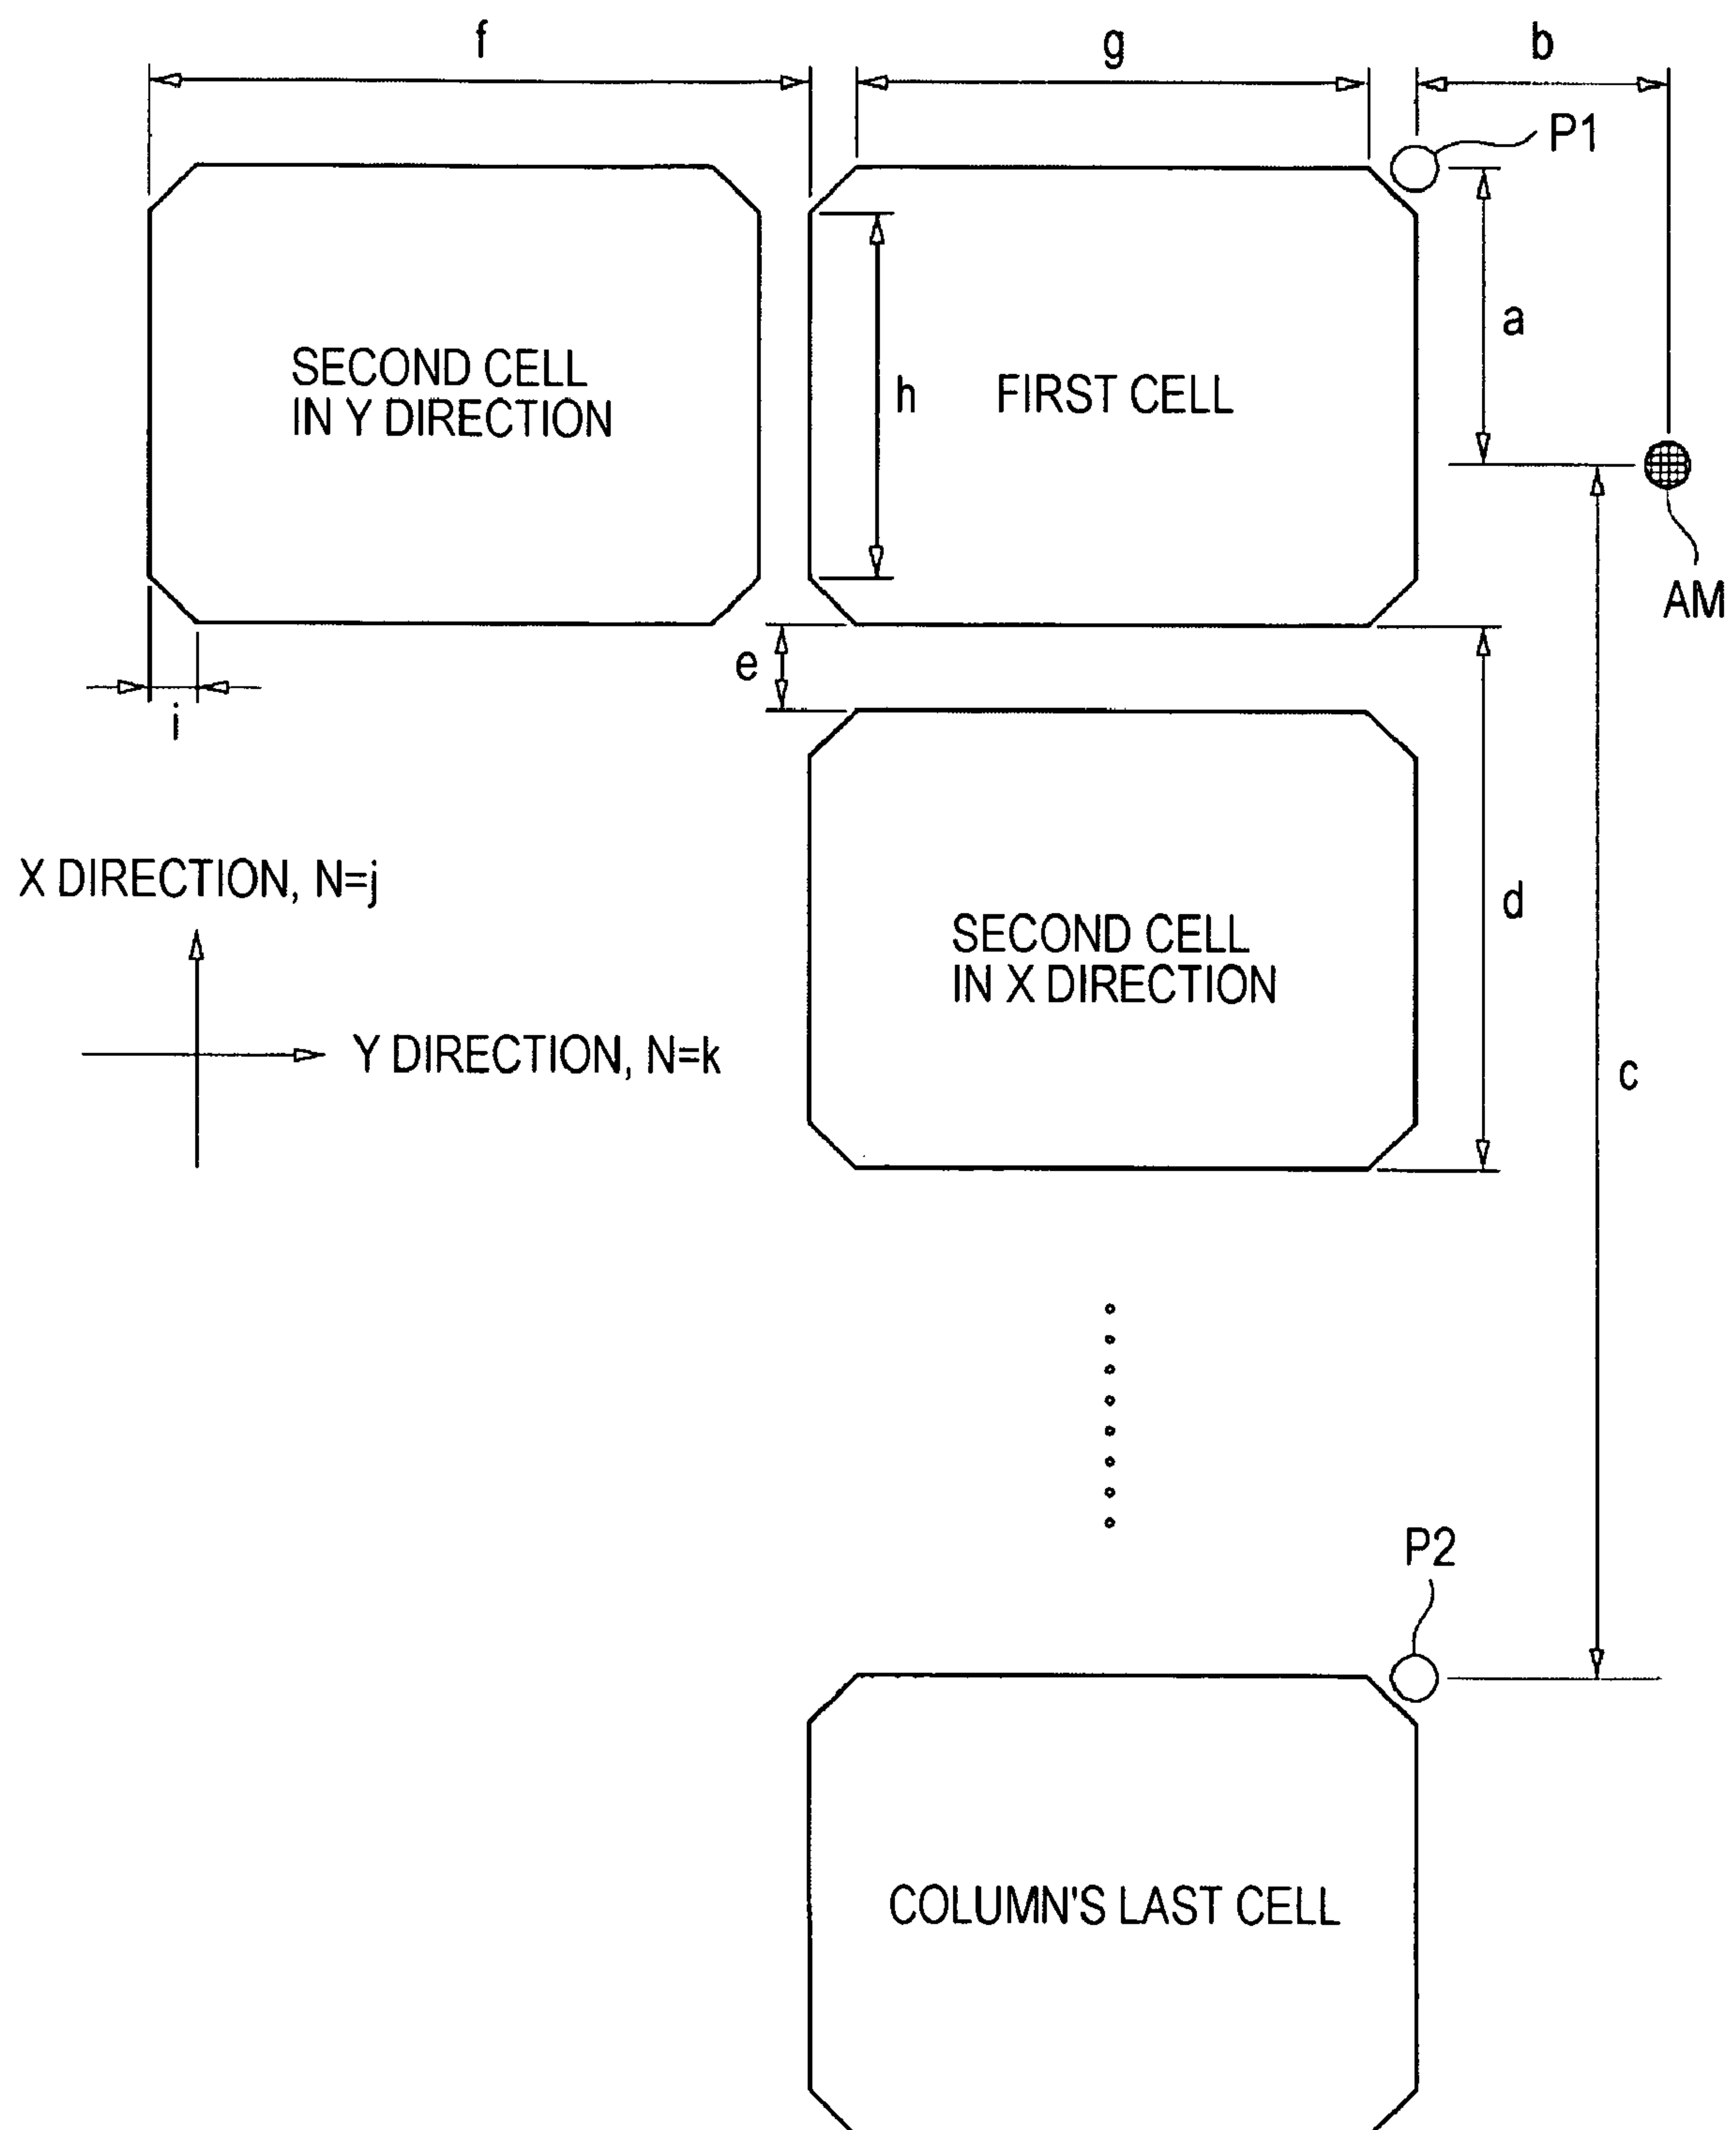 f
g
b
P1
a
SECOND CELL
IN Y DIRECTION
h
FIRST CELL
AM
e
i
X DIRECTION, N=j
d
SECOND CELL
IN X DIRECTION
Y DIRECTION, N=k
c
P2
COLUMN'S LAST CELL